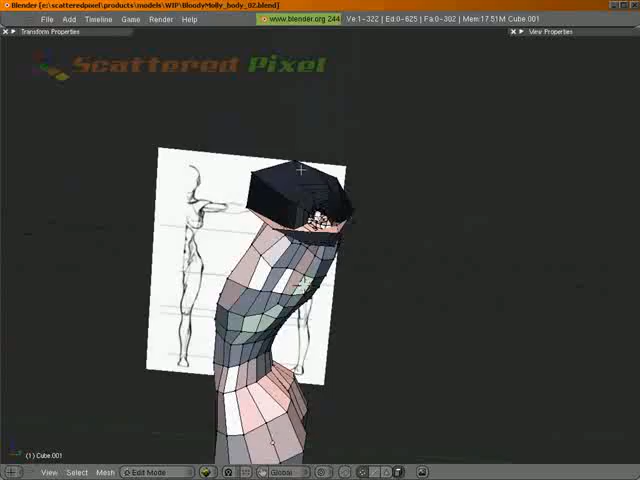 Blender [e:\scatteredpixel\products\models\WIP\BloodyMolly_body_02.blend]
File Add Timeline Game Render Help www.blender.org 244 Ve:1-322 | Ed:0-625 | Fa:0-302 | Mem:17.51M Cube.001
Transform Properties View Properties
Scattered Pixel
(1) Cube.001
View Select Mesh Edit Mode Global